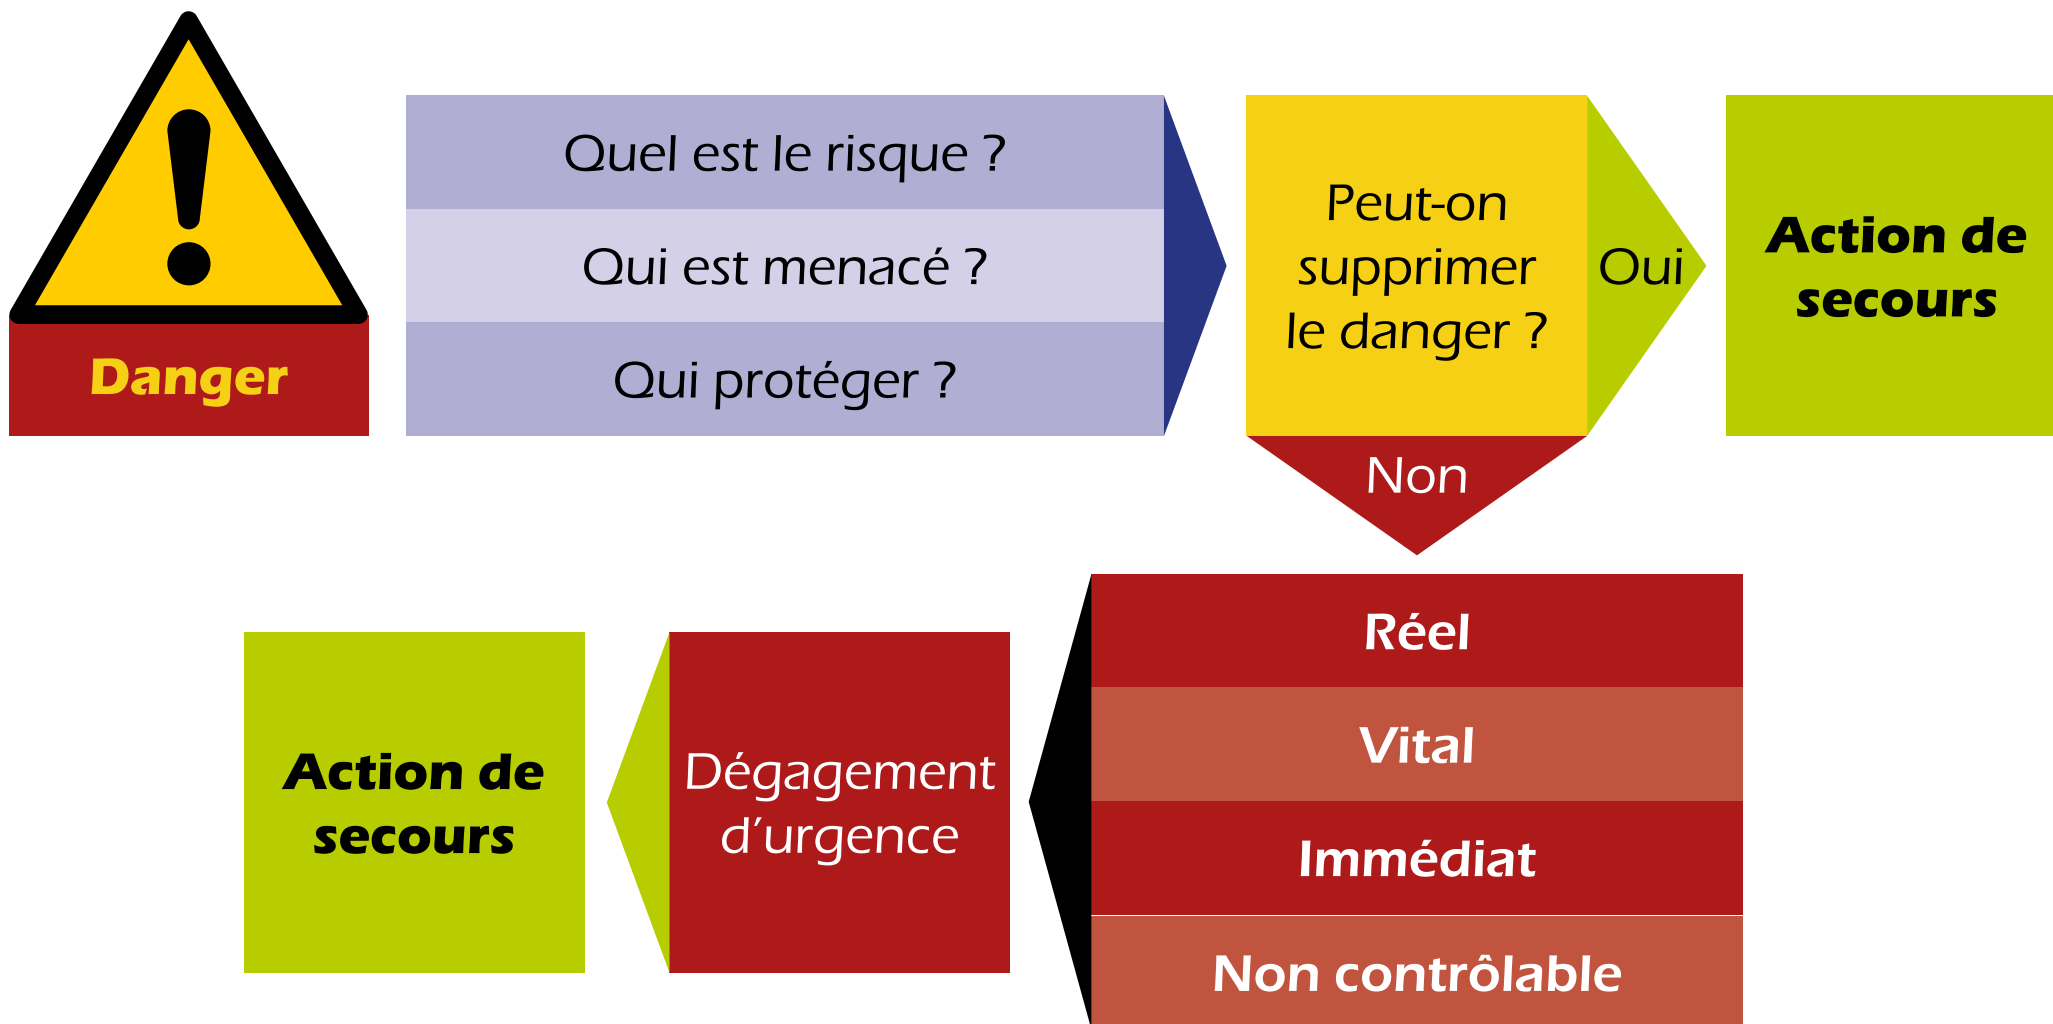 Danger
Quel est le risque ?
Qui est menacé ?
Qui protéger ?
Peut-on
supprimer
le danger ?
Oui
Action de
secours
Non
Réel
Vital
Immédiat
Non contrôlable
Dégagement
d’urgence
Action de
secours